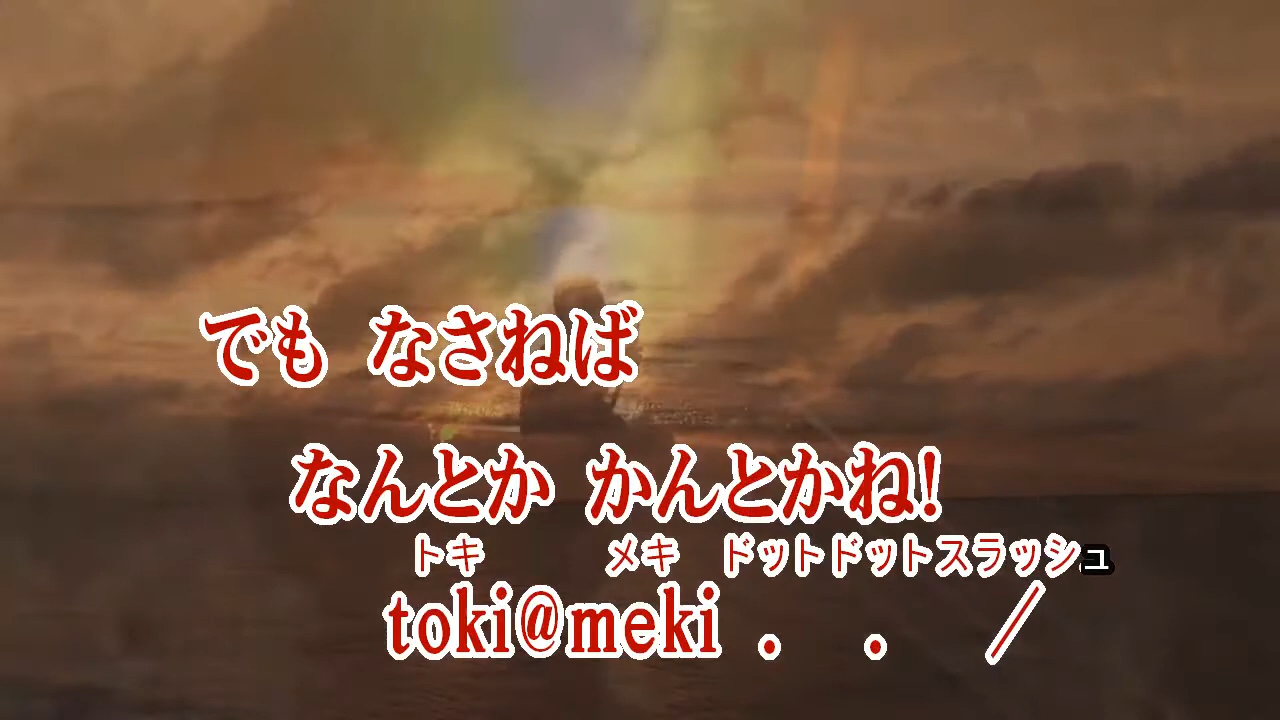 でも なさねば
なんとか かんとかね!
トキ メキ ドットドットスラッシュ
toki@meki . . /